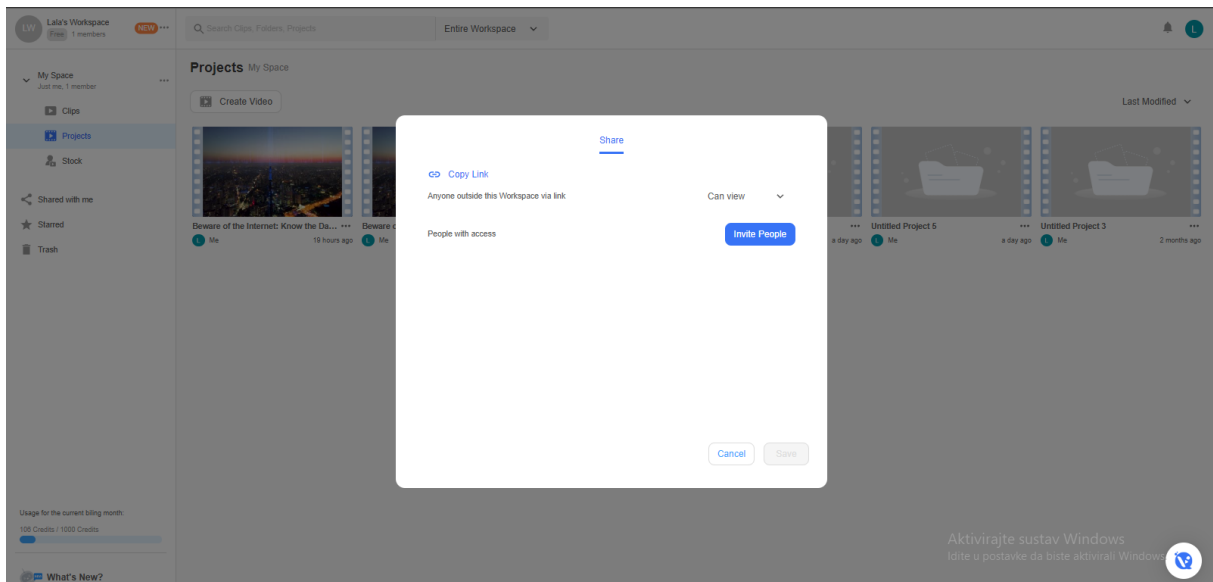 LW
Lala's Workspace
Free 1 members
NEW
Search Clips, Folders, Projects
Entire Workspace
L
My Space
Just me, 1 member
Clips
Projects
Stock
Shared with me
Starred
Trash
Projects My Space
Create Video
Last Modified
Share
Copy Link
Anyone outside this Workspace via link
Can view
People with access
Invite People
Cancel
Save
Beware of the Internet: Know the Da...
L Me 19 hours ago
Beware o
L Me
a day ago
Untitled Project 5
L Me a day ago
Untitled Project 3
L Me 2 months ago
Usage for the current billing month:
106 Credits / 1000 Credits
What's New?
Aktivirajte sustav Windows
Idite u postavke da biste aktivirali Windows